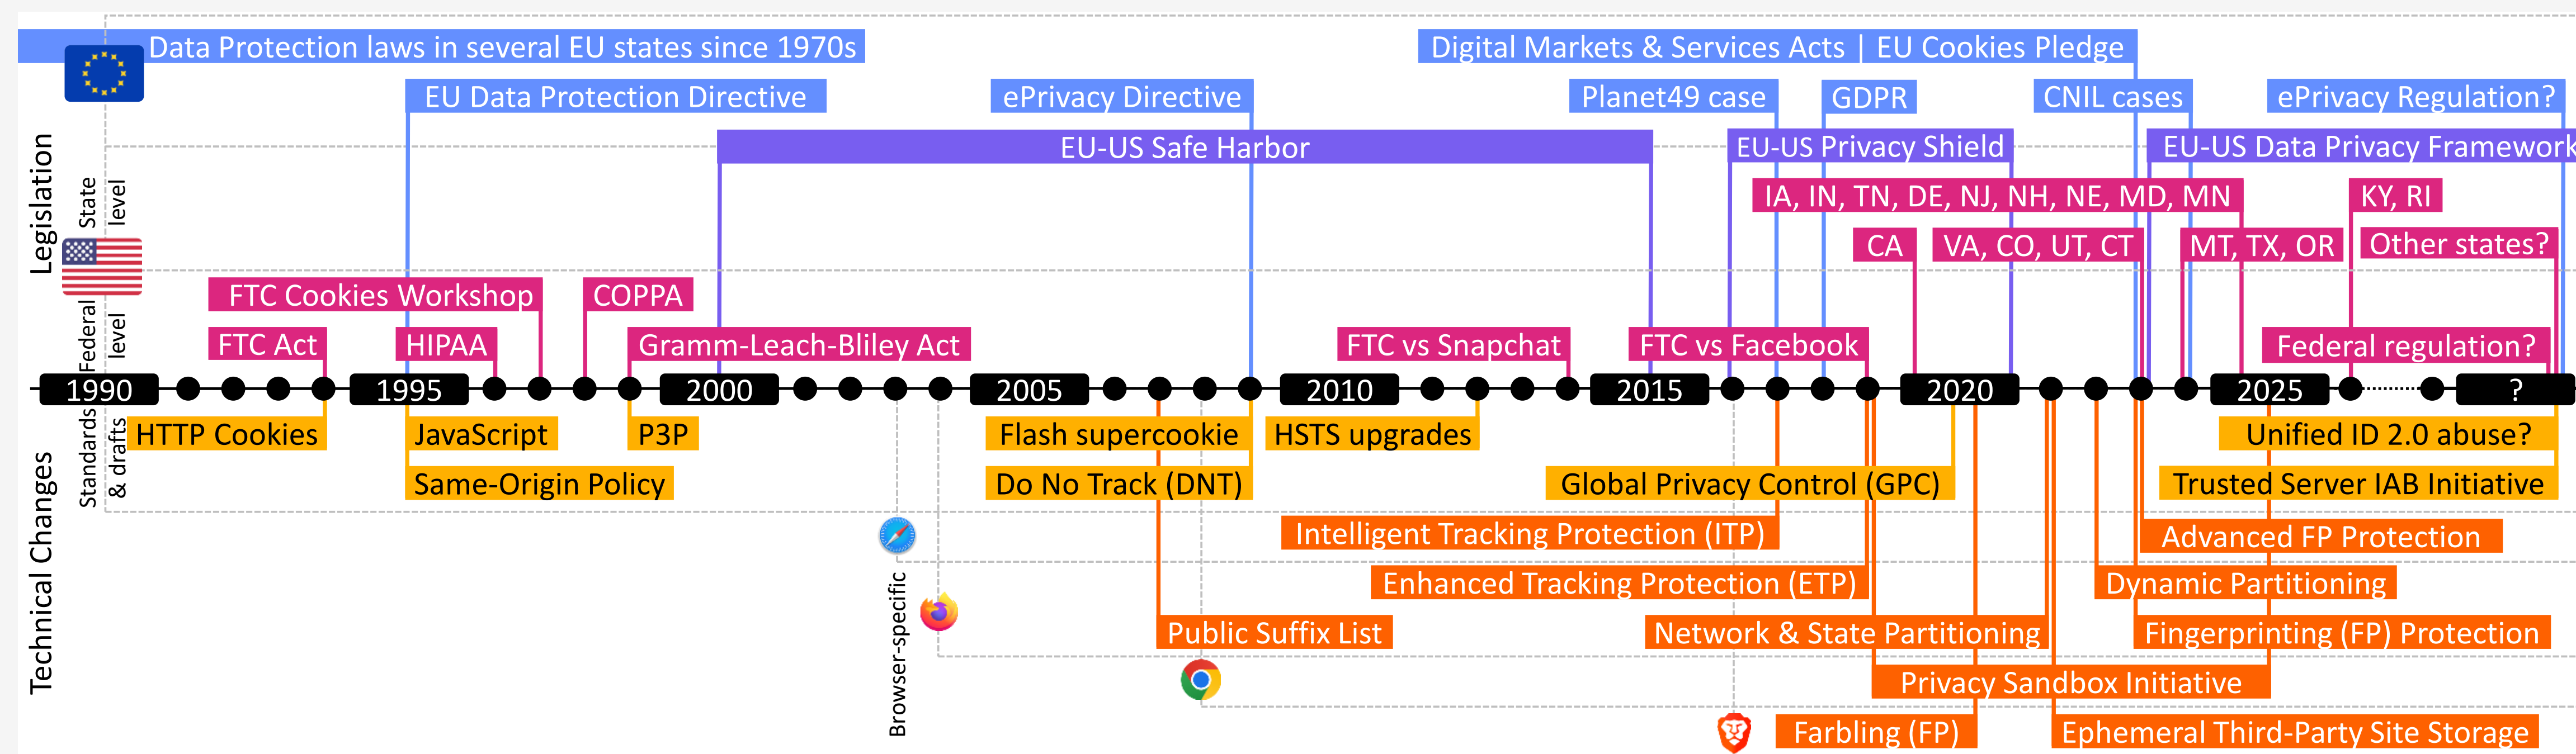 Data Protection laws in several EU states since 1970s
Digital Markets & Services Acts | EU Cookies Pledge
EU Data Protection Directive
ePrivacy Directive
Planet49 case
GDPR
CNIL cases
ePrivacy Regulation?
EU-US Safe Harbor
EU-US Privacy Shield
EU-US Data Privacy Framework
Legislation
State
level
IA, IN, TN, DE, NJ, NH, NE, MD, MN
KY, RI
CA
VA, CO, UT, CT
MT, TX, OR
Other states?
Federal
level
FTC Cookies Workshop
COPPA
FTC Act
HIPAA
Gramm-Leach-Bliley Act
FTC vs Snapchat
FTC vs Facebook
Federal regulation?
1990
1995
2000
2005
2010
2015
2020
2025
?
Technical Changes
Standards
& drafts
HTTP Cookies
JavaScript
P3P
Flash supercookie
HSTS upgrades
Unified ID 2.0 abuse?
Same-Origin Policy
Do No Track (DNT)
Global Privacy Control (GPC)
Trusted Server IAB Initiative
Browser-specific
Intelligent Tracking Protection (ITP)
Advanced FP Protection
Enhanced Tracking Protection (ETP)
Dynamic Partitioning
Public Suffix List
Network & State Partitioning
Fingerprinting (FP) Protection
Privacy Sandbox Initiative
Farbling (FP)
Ephemeral Third-Party Site Storage